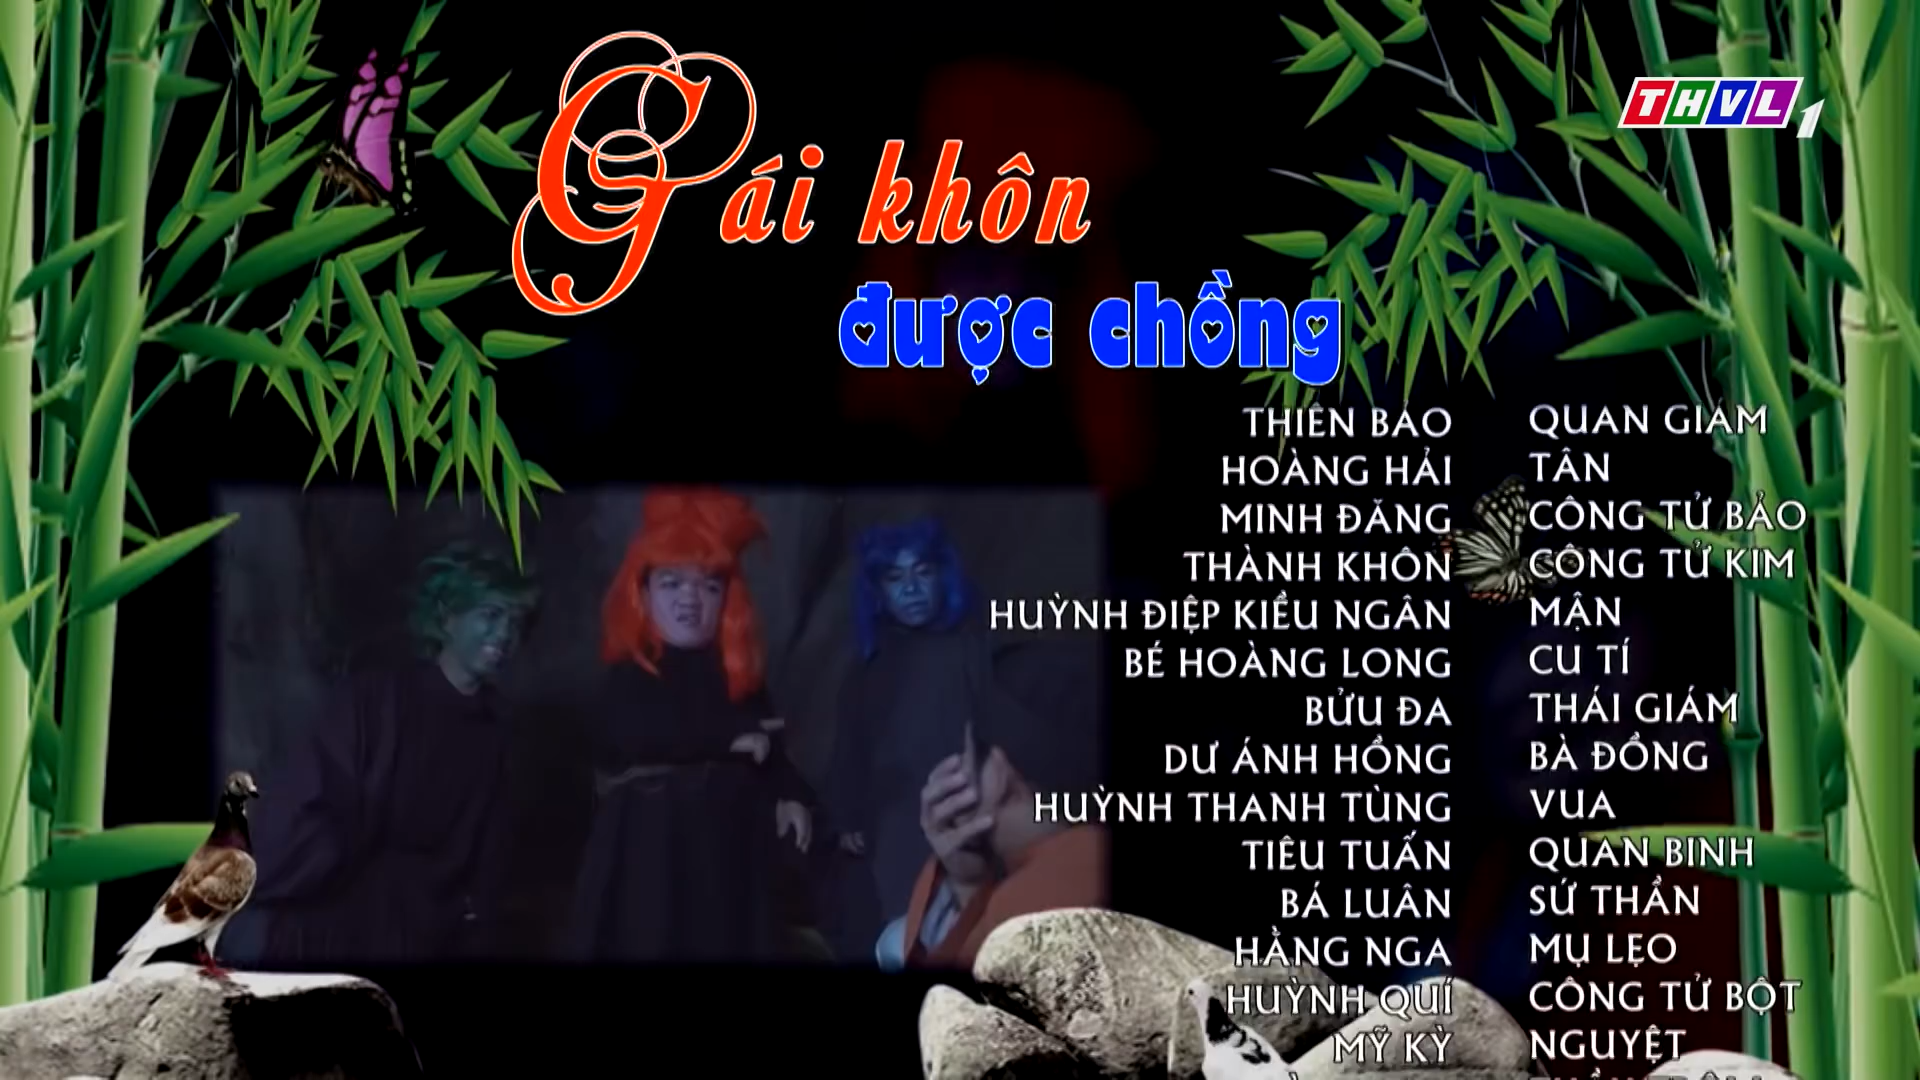 THVL1
Gái khôn
được chồng
THIÊN BẢO QUAN GIÁM
HOÀNG HẢI TÂN
MINH ĐĂNG CÔNG TỬ BẢO
THÀNH KHÔN CÔNG TỬ KIM
HUỲNH ĐIỆP KIỀU NGÂN MẬN
BÉ HOÀNG LONG CU TÍ
BỬU ĐA THÁI GIÁM
DƯ ÁNH HỒNG BÀ ĐỒNG
HUỲNH THANH TÙNG VUA
TIÊU TUẤN QUAN BINH
BÁ LUÂN SỨ THẦN
HẰNG NGA MỤ LẸO
HUỲNH QUÍ CÔNG TỬ BỘT
MỸ KỲ NGUYỆT